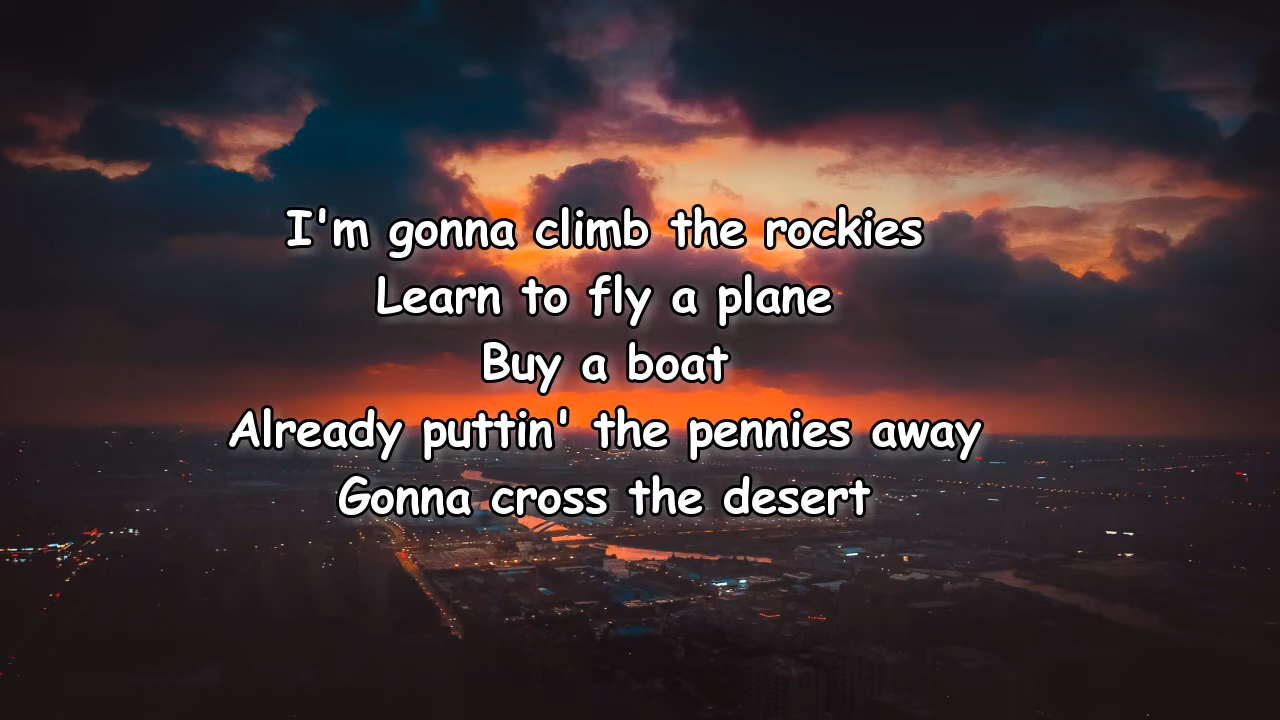 I'm gonna climb the rockies
Learn to fly a plane
Buy a boat
Already puttin' the pennies away
Gonna cross the desert